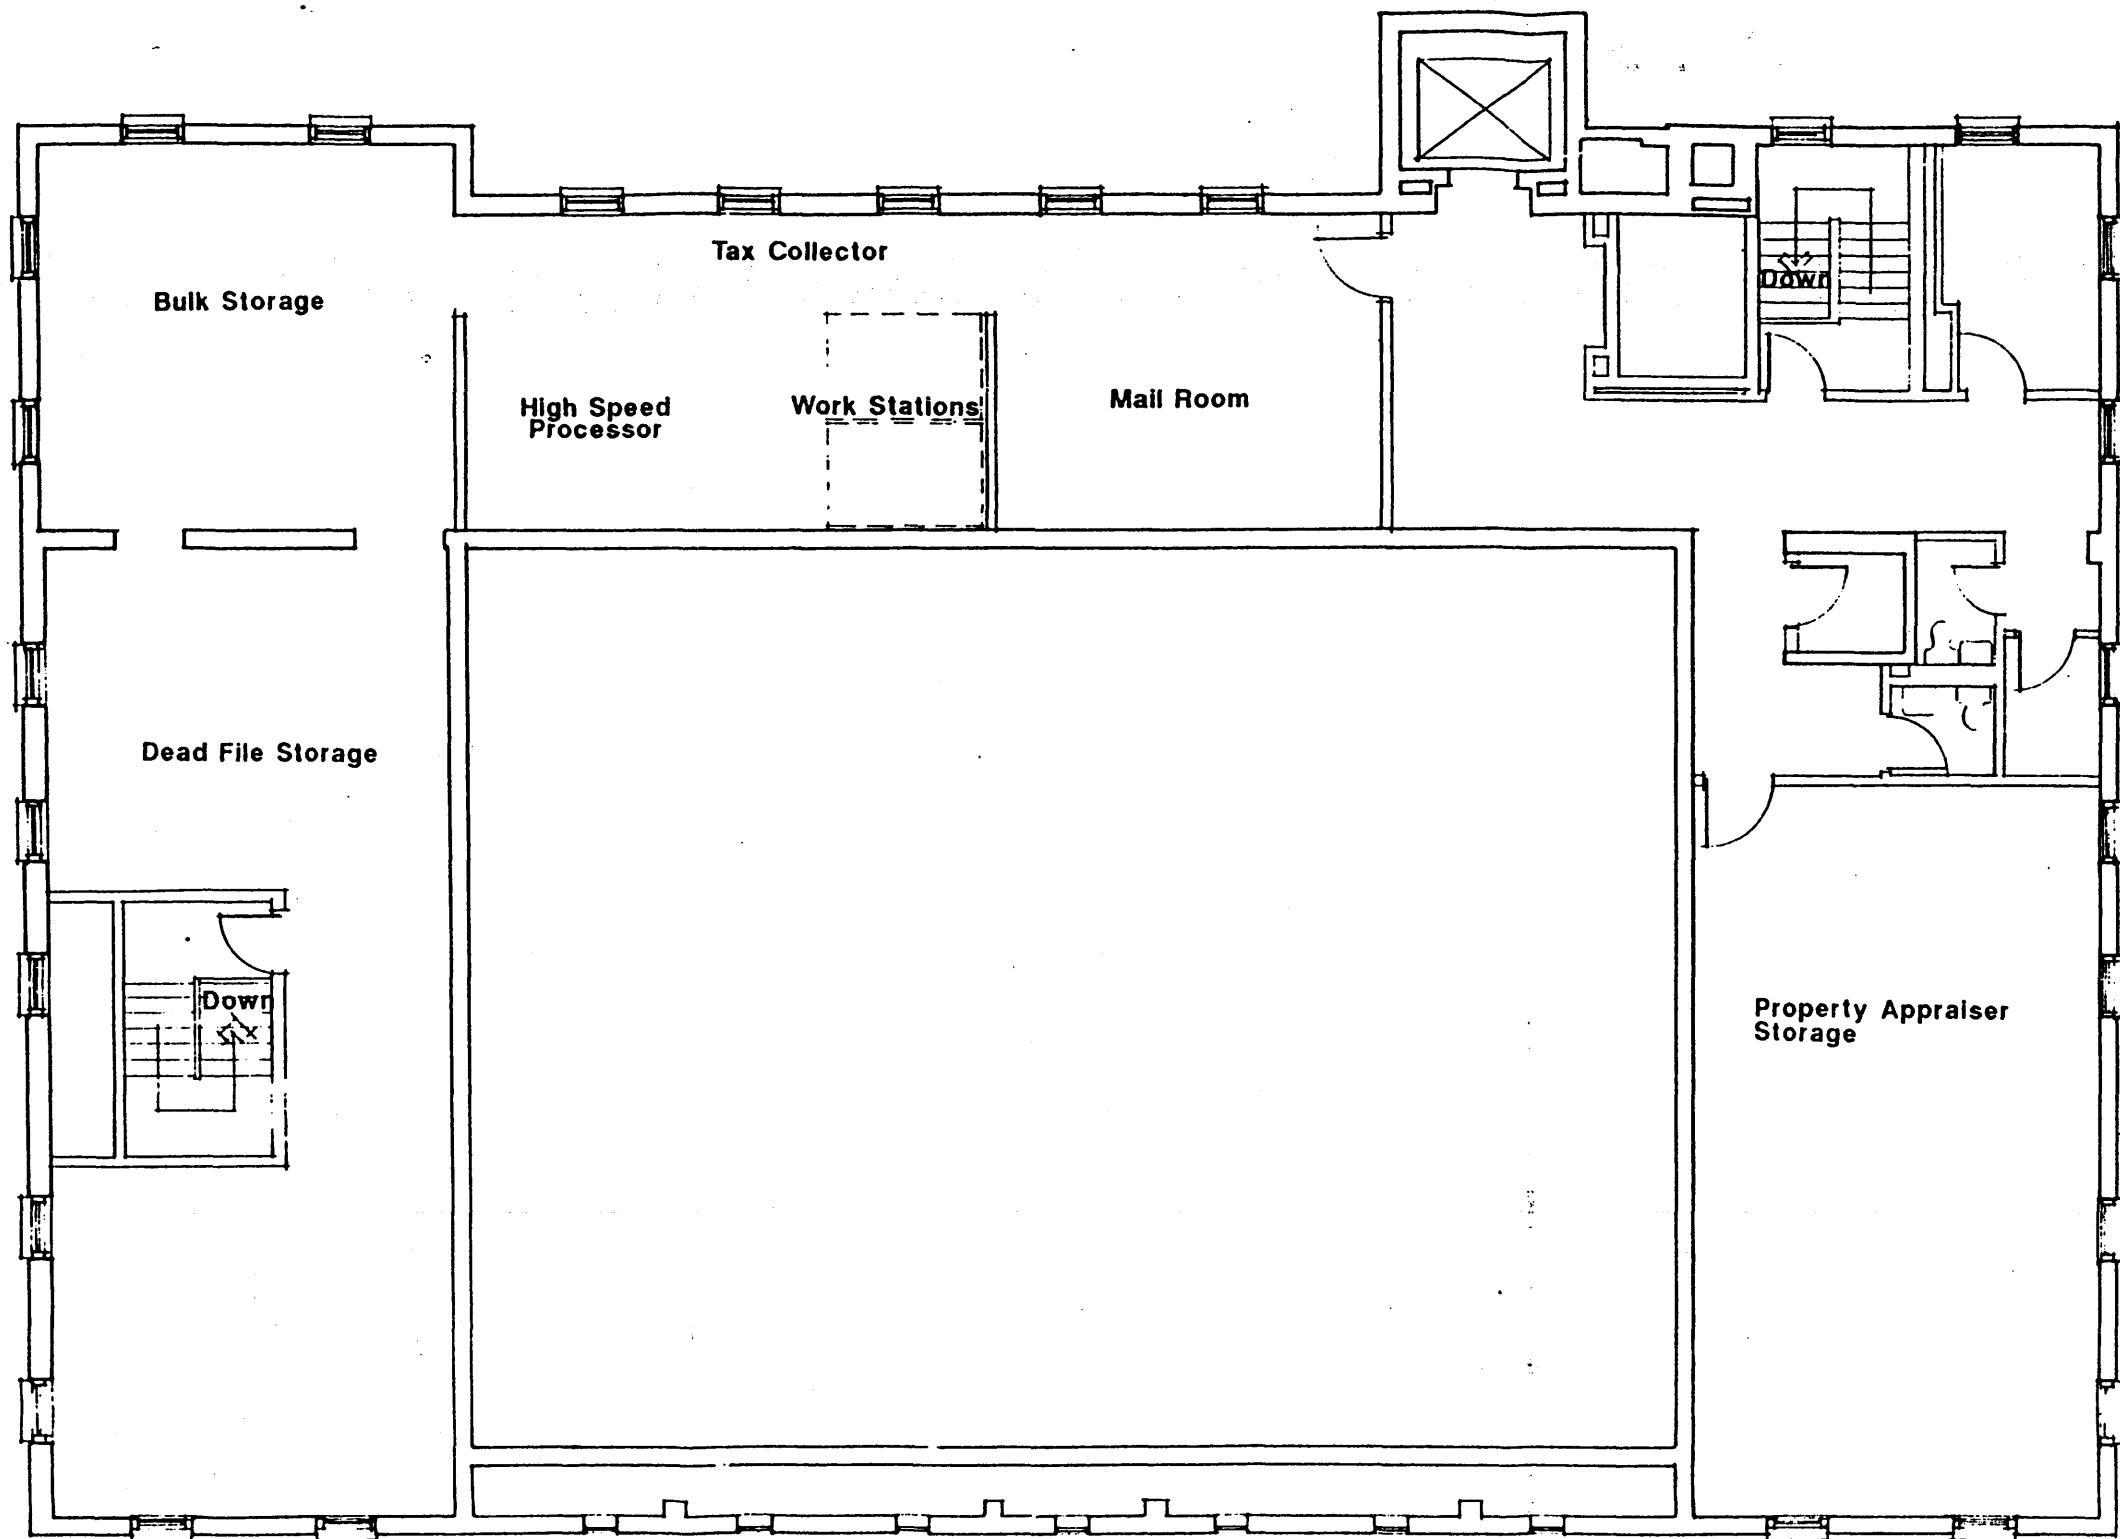 Tax Collector
Down
Bulk Storage
High Speed
Processor
Work Stations
Mail Room
Dead File Storage
Down
Property Appraiser
Storage